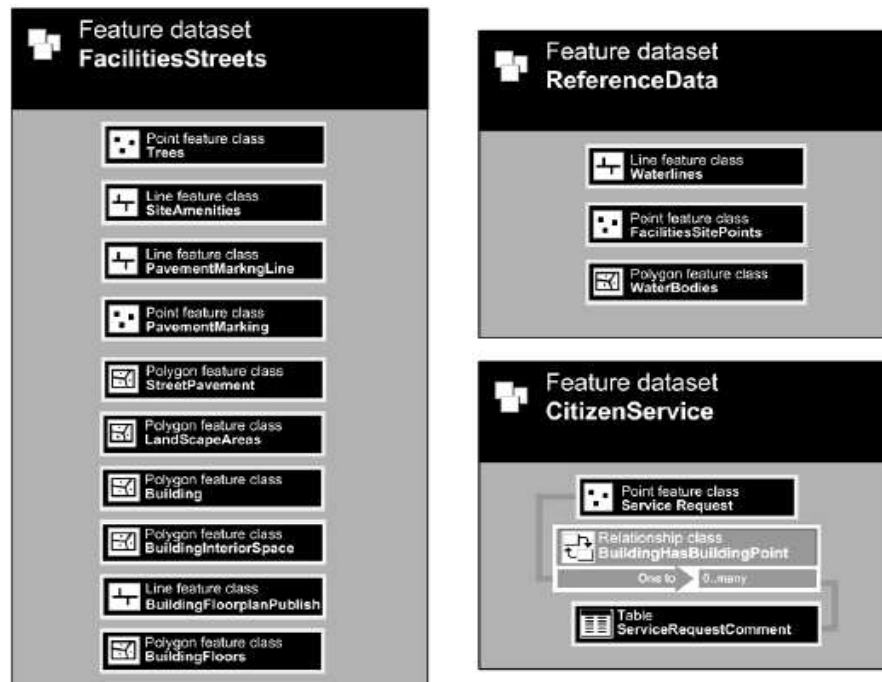 Feature dataset
FacilitiesStreets
Point feature class
Trees
Line feature class
SiteAmenities
Line feature class
PavementMarkngLine
Point feature class
PavementMarking
Polygon feature class
StreetPavement
Polygon feature class
LandScapeAreas
Polygon feature class
Building
Polygon feature class
BuildingInteriorSpace
Line feature class
BuildingFloorplanPublish
Polygon feature class
BuildingFloors
Feature dataset
ReferenceData
Line feature class
Waterlines
Point feature class
FacilitiesSitePoints
Polygon feature class
WaterBodies
Feature dataset
CitizenService
Point feature class
Service Request
Relationship class
BuildingHasBuildingPoint
One to 0..many
Table
ServiceRequestComment